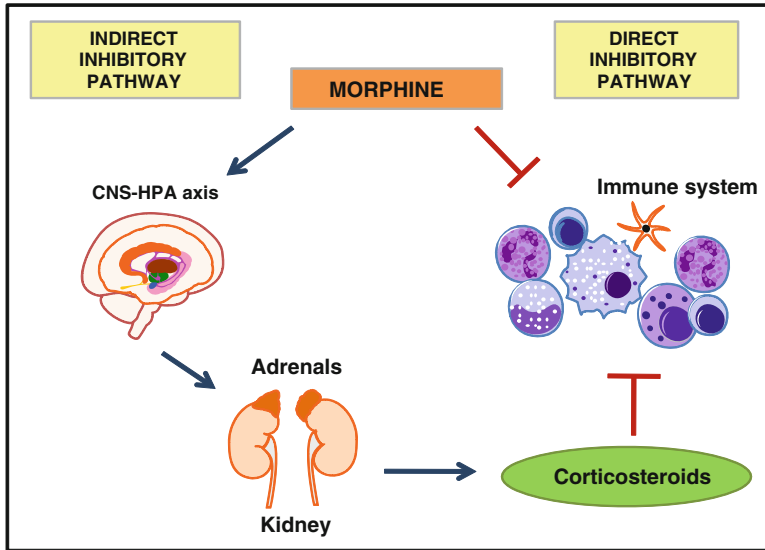 INDIRECT
INHIBITORY
PATHWAY
MORPHINE
DIRECT
INHIBITORY
PATHWAY
CNS-HPA axis
Immune system
Adrenals
Kidney
Corticosteroids